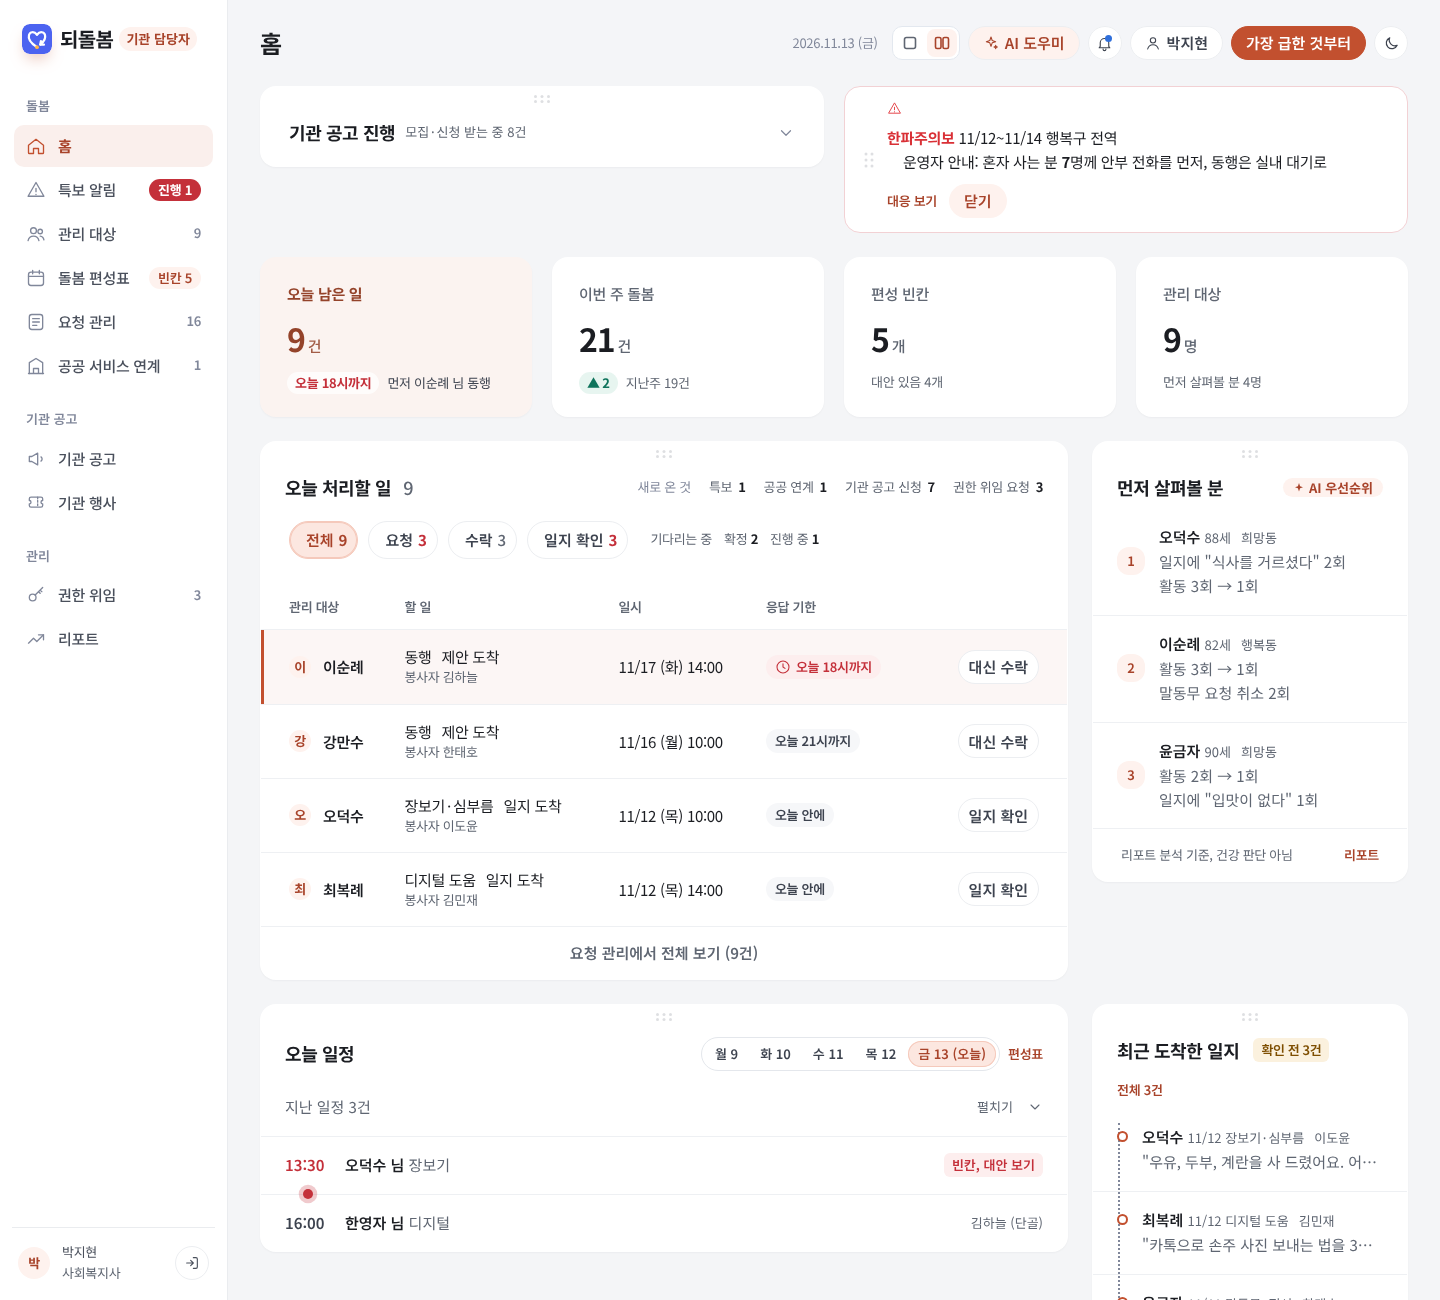 되돌봄 기관 담당자
돌봄
홈
특보 알림 진행 1
관리 대상 9
돌봄 편성표 빈칸 5
요청 관리 16
공공 서비스 연계 1
기관 공고
기관 공고
기관 행사
관리
권한 위임 3
리포트
박 박지현
사회복지사
홈
2026.11.13 (금) AI 도우미 박지현 가장 급한 것부터
기관 공고 진행 모집·신청 받는 중 8건
한파주의보 11/12~11/14 행복구 전역
운영자 안내: 혼자 사는 분 7명께 안부 전화를 먼저, 동행은 실내 대기로
대응 보기 닫기
오늘 남은 일
9건
오늘 18시까지 먼저 이순례 님 동행
이번 주 돌봄
21건
▲2 지난주 19건
편성 빈칸
5개
대안 있음 4개
관리 대상
9명
먼저 살펴볼 분 4명
오늘 처리할 일 9
새로 온 것 특보 1 공공 연계 1 기관 공고 신청 7 권한 위임 요청 3
전체 9 요청 3 수락 3 일지 확인 3 기다리는 중 확정 2 진행 중 1
관리 대상 할 일 일시 응답 기한
이 이순례 동행 제안 도착 11/17 (화) 14:00 오늘 18시까지 대신 수락
봉사자 김하늘
강 강만수 동행 제안 도착 11/16 (월) 10:00 오늘 21시까지 대신 수락
봉사자 한태호
오 오덕수 장보기·심부름 일지 도착 11/12 (목) 10:00 오늘 안에 일지 확인
봉사자 이도윤
최 최복례 디지털 도움 일지 도착 11/12 (목) 14:00 오늘 안에 일지 확인
봉사자 김민재
요청 관리에서 전체 보기 (9건)
먼저 살펴볼 분 AI 우선순위
1 오덕수 88세 희망동
일지에 "식사를 거르셨다" 2회
활동 3회 → 1회
2 이순례 82세 행복동
활동 3회 → 1회
말동무 요청 취소 2회
3 윤금자 90세 희망동
활동 2회 → 1회
일지에 "입맛이 없다" 1회
리포트 분석 기준, 건강 판단 아님 리포트
오늘 일정
월 9 화 10 수 11 목 12 금 13 (오늘) 편성표
지난 일정 3건 펼치기
13:30 오덕수 님 장보기 빈칸, 대안 보기
16:00 한영자 님 디지털 김하늘 (단골)
최근 도착한 일지 확인 전 3건
전체 3건
오덕수 11/12 장보기·심부름 이도윤
"우유, 두부, 계란을 사 드렸어요. 어…
최복례 11/12 디지털 도움 김민재
"카톡으로 손주 사진 보내는 법을 3…